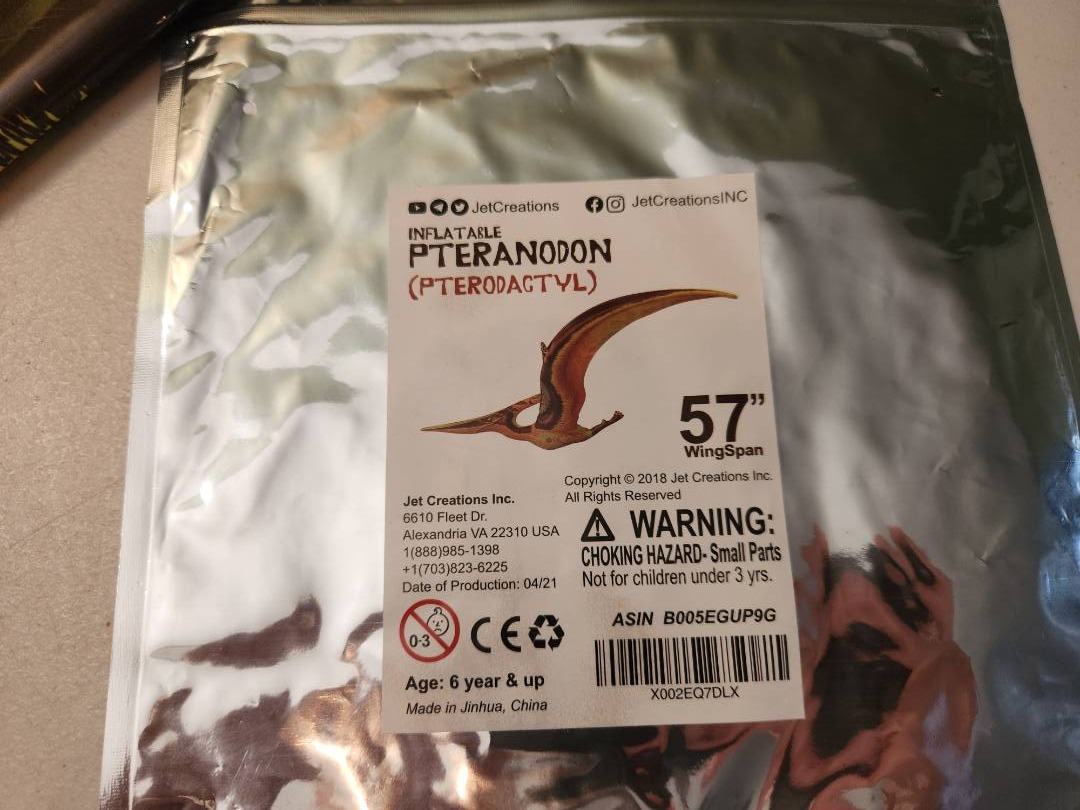 JetCreations JetCreationsINC
INFLATABLE
PTERANODON
(PTERODACTYL)
57”
WingSpan
Copyright © 2018 Jet Creations Inc.
All Rights Reserved
Jet Creations Inc.
6610 Fleet Dr.
Alexandria VA 22310 USA
1(888)985-1398
+1(703)823-6225
Date of Production: 04/21
WARNING:
CHOKING HAZARD- Small Parts
Not for children under 3 yrs.
0-3 CE
ASIN B005EGUP9G
X002EQ7DLX
Age: 6 year & up
Made in Jinhua, China